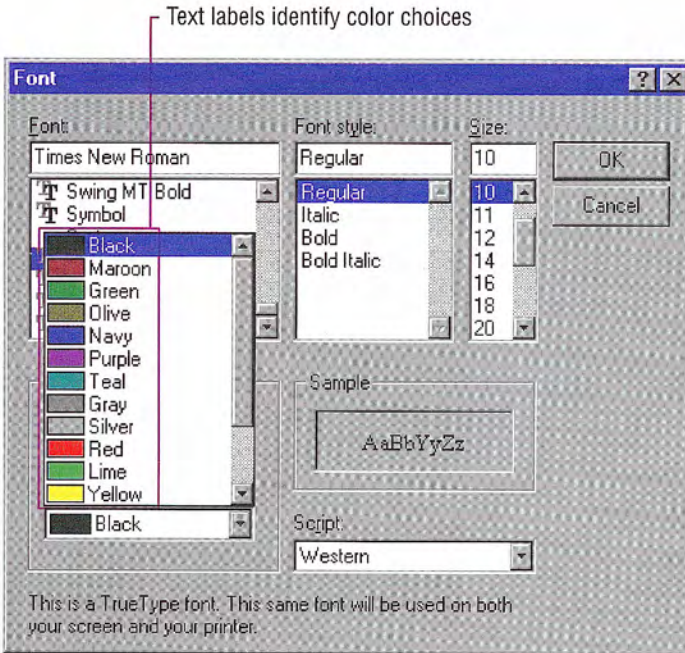 Text labels identify color choices
Font
Font:
Font style:
Size:
Times New Roman
Regular
10
OK
Cancel
Swing MT Bold
Symbol
Regular
Italic
Bold
Bold Italic
10
11
12
14
16
18
20
Black
Maroon
Green
Olive
Navy
Purple
Teal
Gray
Silver
Red
Lime
Yellow
Black
Sample
AaBbYyZz
Script:
Western
This is a TrueType font. This same font will be used on both
your screen and your printer.